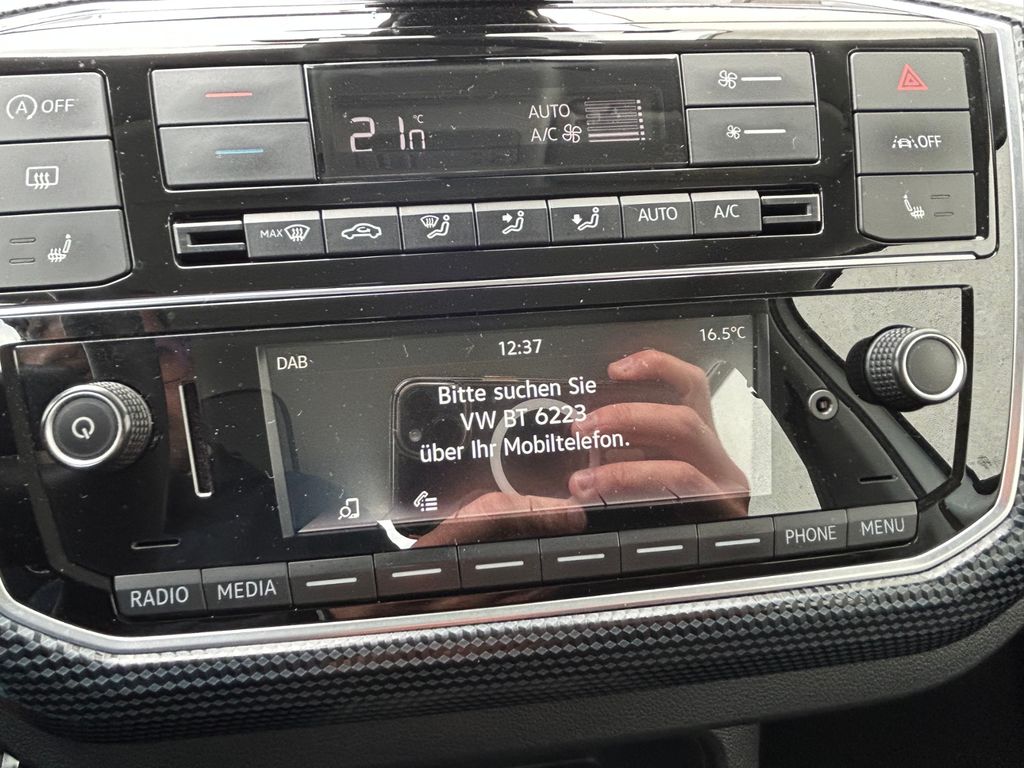 A OFF
21.0 °C
AUTO
A/C
OFF
MAX
AUTO
A/C
DAB
12:37
16.5°C
Bitte suchen Sie
VW BT 6223
über Ihr Mobiltelefon.
RADIO
MEDIA
PHONE
MENU